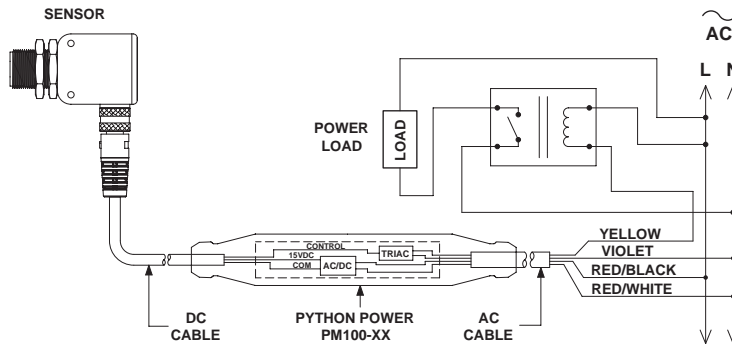 SENSOR
AC
L N
POWER
LOAD
LOAD
YELLOW
VIOLET
RED/BLACK
RED/WHITE
CONTROL
15VDC
COM
AC/DC
TRIAC
DC
CABLE
PYTHON POWER
PM100-XX
AC
CABLE